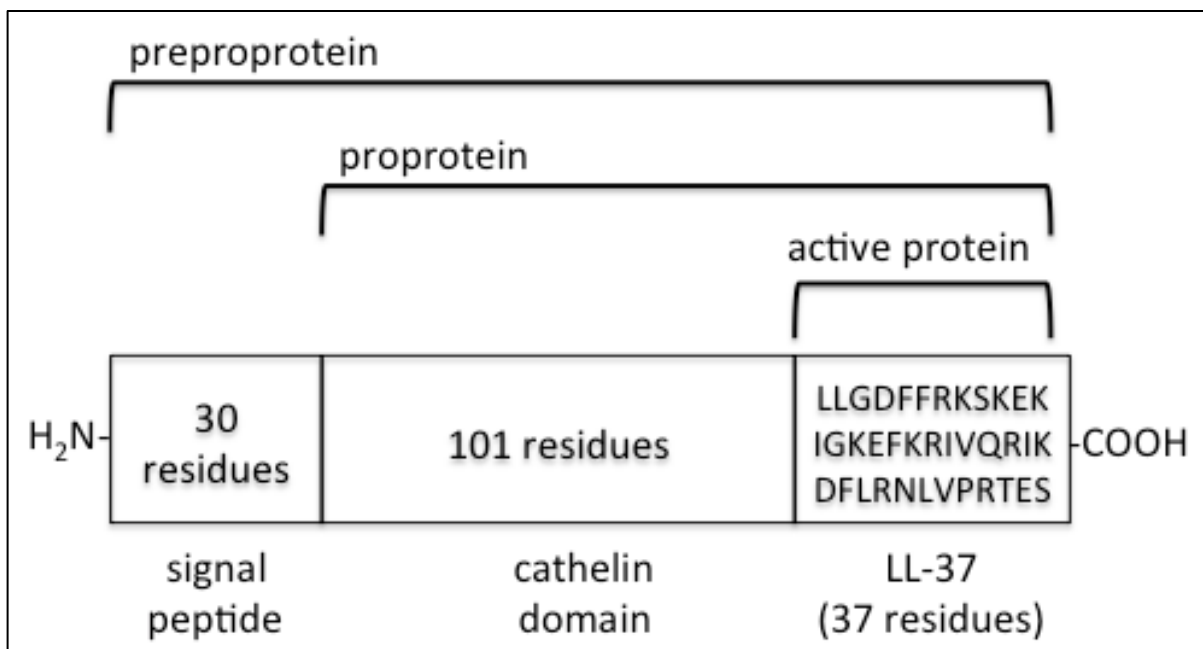 preproprotein
proprotein
active protein
H₂N-
30
residues
101 residues
LLGDFFRKSKEK
IGKEFKRIVQRIK
DFLRNLVPRTES
-COOH
signal
peptide
cathelin
domain
LL-37
(37 residues)